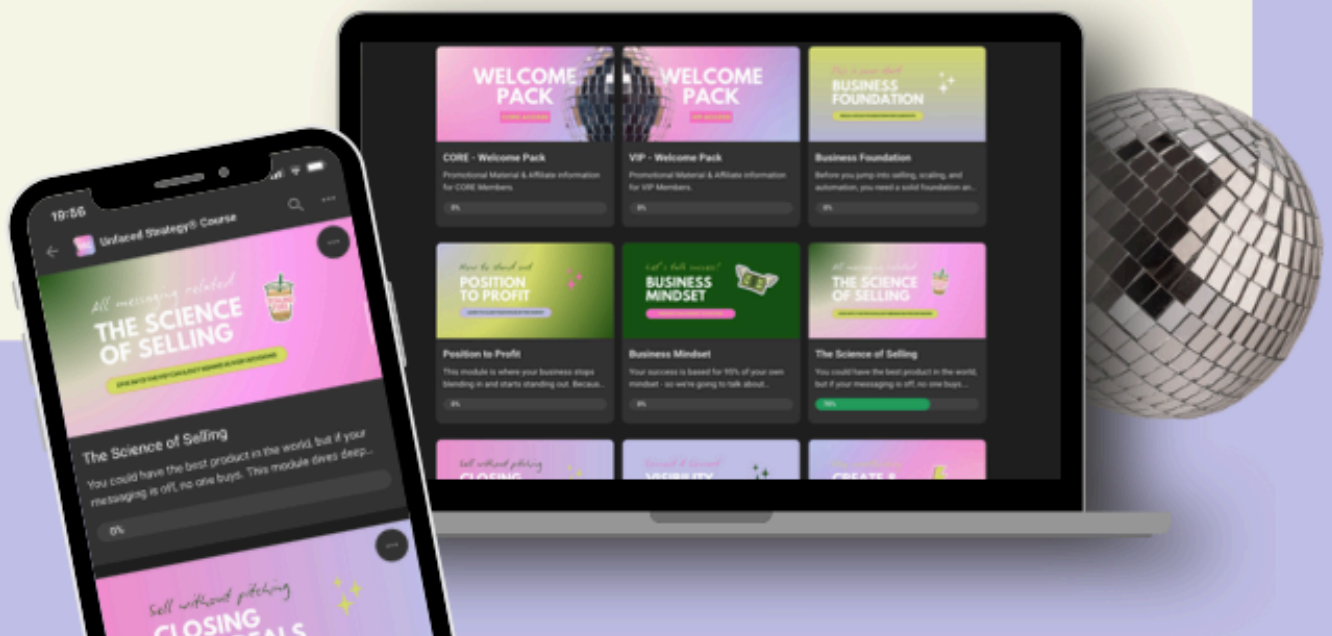 19:56
Unfaced Strategy® Course
All messaging related
THE SCIENCE
OF SELLING
The Science of Selling
You could have the best product in the world, but if your
messaging is off, no one buys. This module dives deep...
0%
Sell without pitching
CLOSING
WELCOME
PACK
CORE - Welcome Pack
Promotional Material & Affiliate information
for CORE Members.
0%
WELCOME
PACK
VIP - Welcome Pack
Promotional Material & Affiliate information
for VIP Members.
0%
BUSINESS
FOUNDATION
Business Foundation
Before you jump into selling, scaling, and
automation, you need a solid foundation an...
0%
How to stand out
POSITION
TO PROFIT
Position to Profit
This module is where your business stops
blending in and starts standing out. Becaus...
0%
Let's talk success!
BUSINESS
MINDSET
Business Mindset
Your success is based for 95% of your own
mindset - so we're going to talk about...
0%
All messaging related
THE SCIENCE
OF SELLING
The Science of Selling
You could have the best product in the world,
but if your messaging is off, no one buys....
70%
Sell without pitching
CLOSING
VISIBILITY
CREATE &